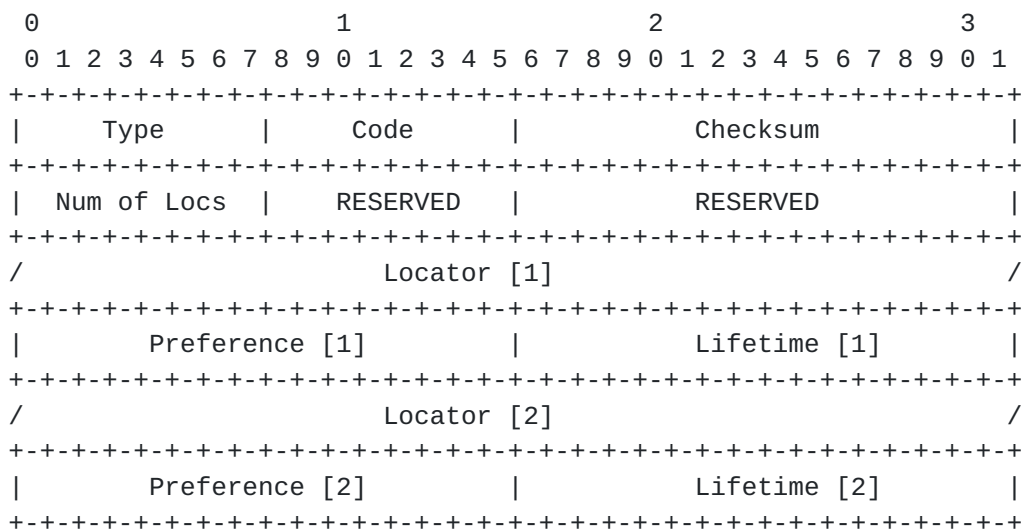 0                   1                   2                   3
 0 1 2 3 4 5 6 7 8 9 0 1 2 3 4 5 6 7 8 9 0 1 2 3 4 5 6 7 8 9 0 1
+-+-+-+-+-+-+-+-+-+-+-+-+-+-+-+-+-+-+-+-+-+-+-+-+-+-+-+-+-+-+-+-+
|      Type     |     Code      |           Checksum            |
+-+-+-+-+-+-+-+-+-+-+-+-+-+-+-+-+-+-+-+-+-+-+-+-+-+-+-+-+-+-+-+-+
|  Num of Locs  |    RESERVED   |           RESERVED            |
+-+-+-+-+-+-+-+-+-+-+-+-+-+-+-+-+-+-+-+-+-+-+-+-+-+-+-+-+-+-+-+-+
/                       Locator [1]                             /
+-+-+-+-+-+-+-+-+-+-+-+-+-+-+-+-+-+-+-+-+-+-+-+-+-+-+-+-+-+-+-+-+
|         Preference [1]        |           Lifetime [1]        |
+-+-+-+-+-+-+-+-+-+-+-+-+-+-+-+-+-+-+-+-+-+-+-+-+-+-+-+-+-+-+-+-+
/                       Locator [2]                             /
+-+-+-+-+-+-+-+-+-+-+-+-+-+-+-+-+-+-+-+-+-+-+-+-+-+-+-+-+-+-+-+-+
|         Preference [2]        |           Lifetime [2]        |
+-+-+-+-+-+-+-+-+-+-+-+-+-+-+-+-+-+-+-+-+-+-+-+-+-+-+-+-+-+-+-+-+